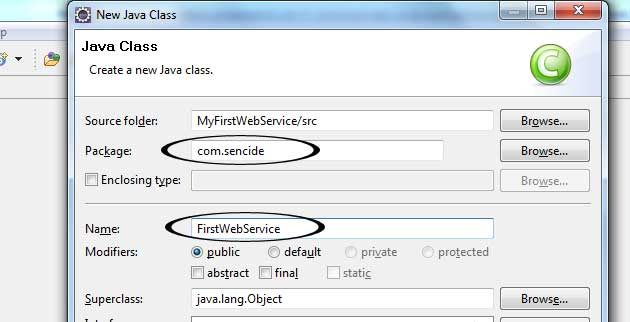 New Java Class
Java Class
Create a new Java class.
C
Source folder: MyFirstWebService/src Browse...
Package: com.sencide Browse...
Enclosing type: Browse...
Name: FirstWebService
Modifiers: public default private protected
abstract final static
Superclass: java.lang.Object Browse...